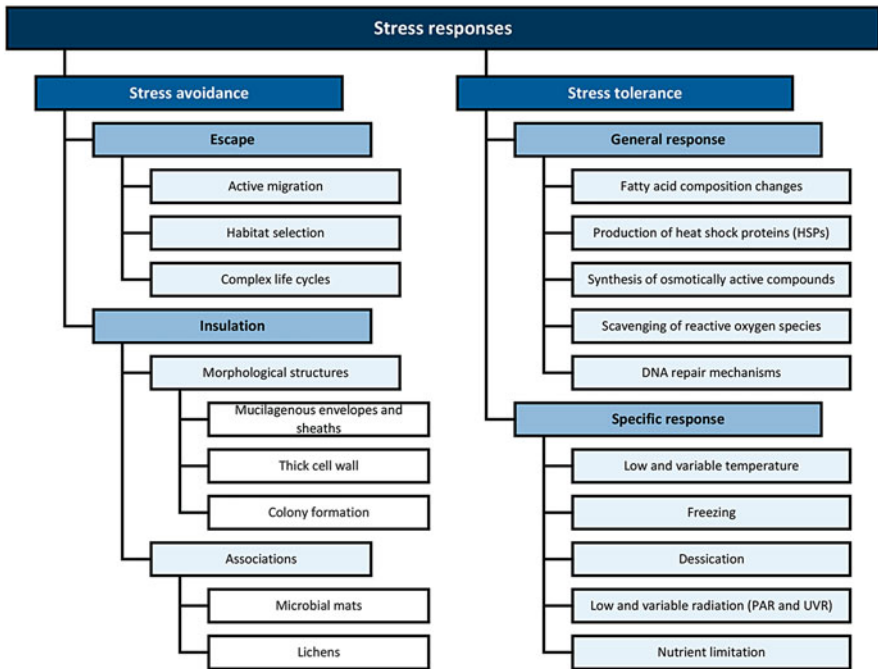 Stress responses
Stress avoidance
Escape
Active migration
Habitat selection
Complex life cycles
Insulation
Morphological structures
Mucilagenous envelopes and
sheaths
Thick cell wall
Colony formation
Associations
Microbial mats
Lichens
Stress tolerance
General response
Fatty acid composition changes
Production of heat shock proteins (HSPs)
Synthesis of osmotically active compounds
Scavenging of reactive oxygen species
DNA repair mechanisms
Specific response
Low and variable temperature
Freezing
Dessication
Low and variable radiation (PAR and UVR)
Nutrient limitation